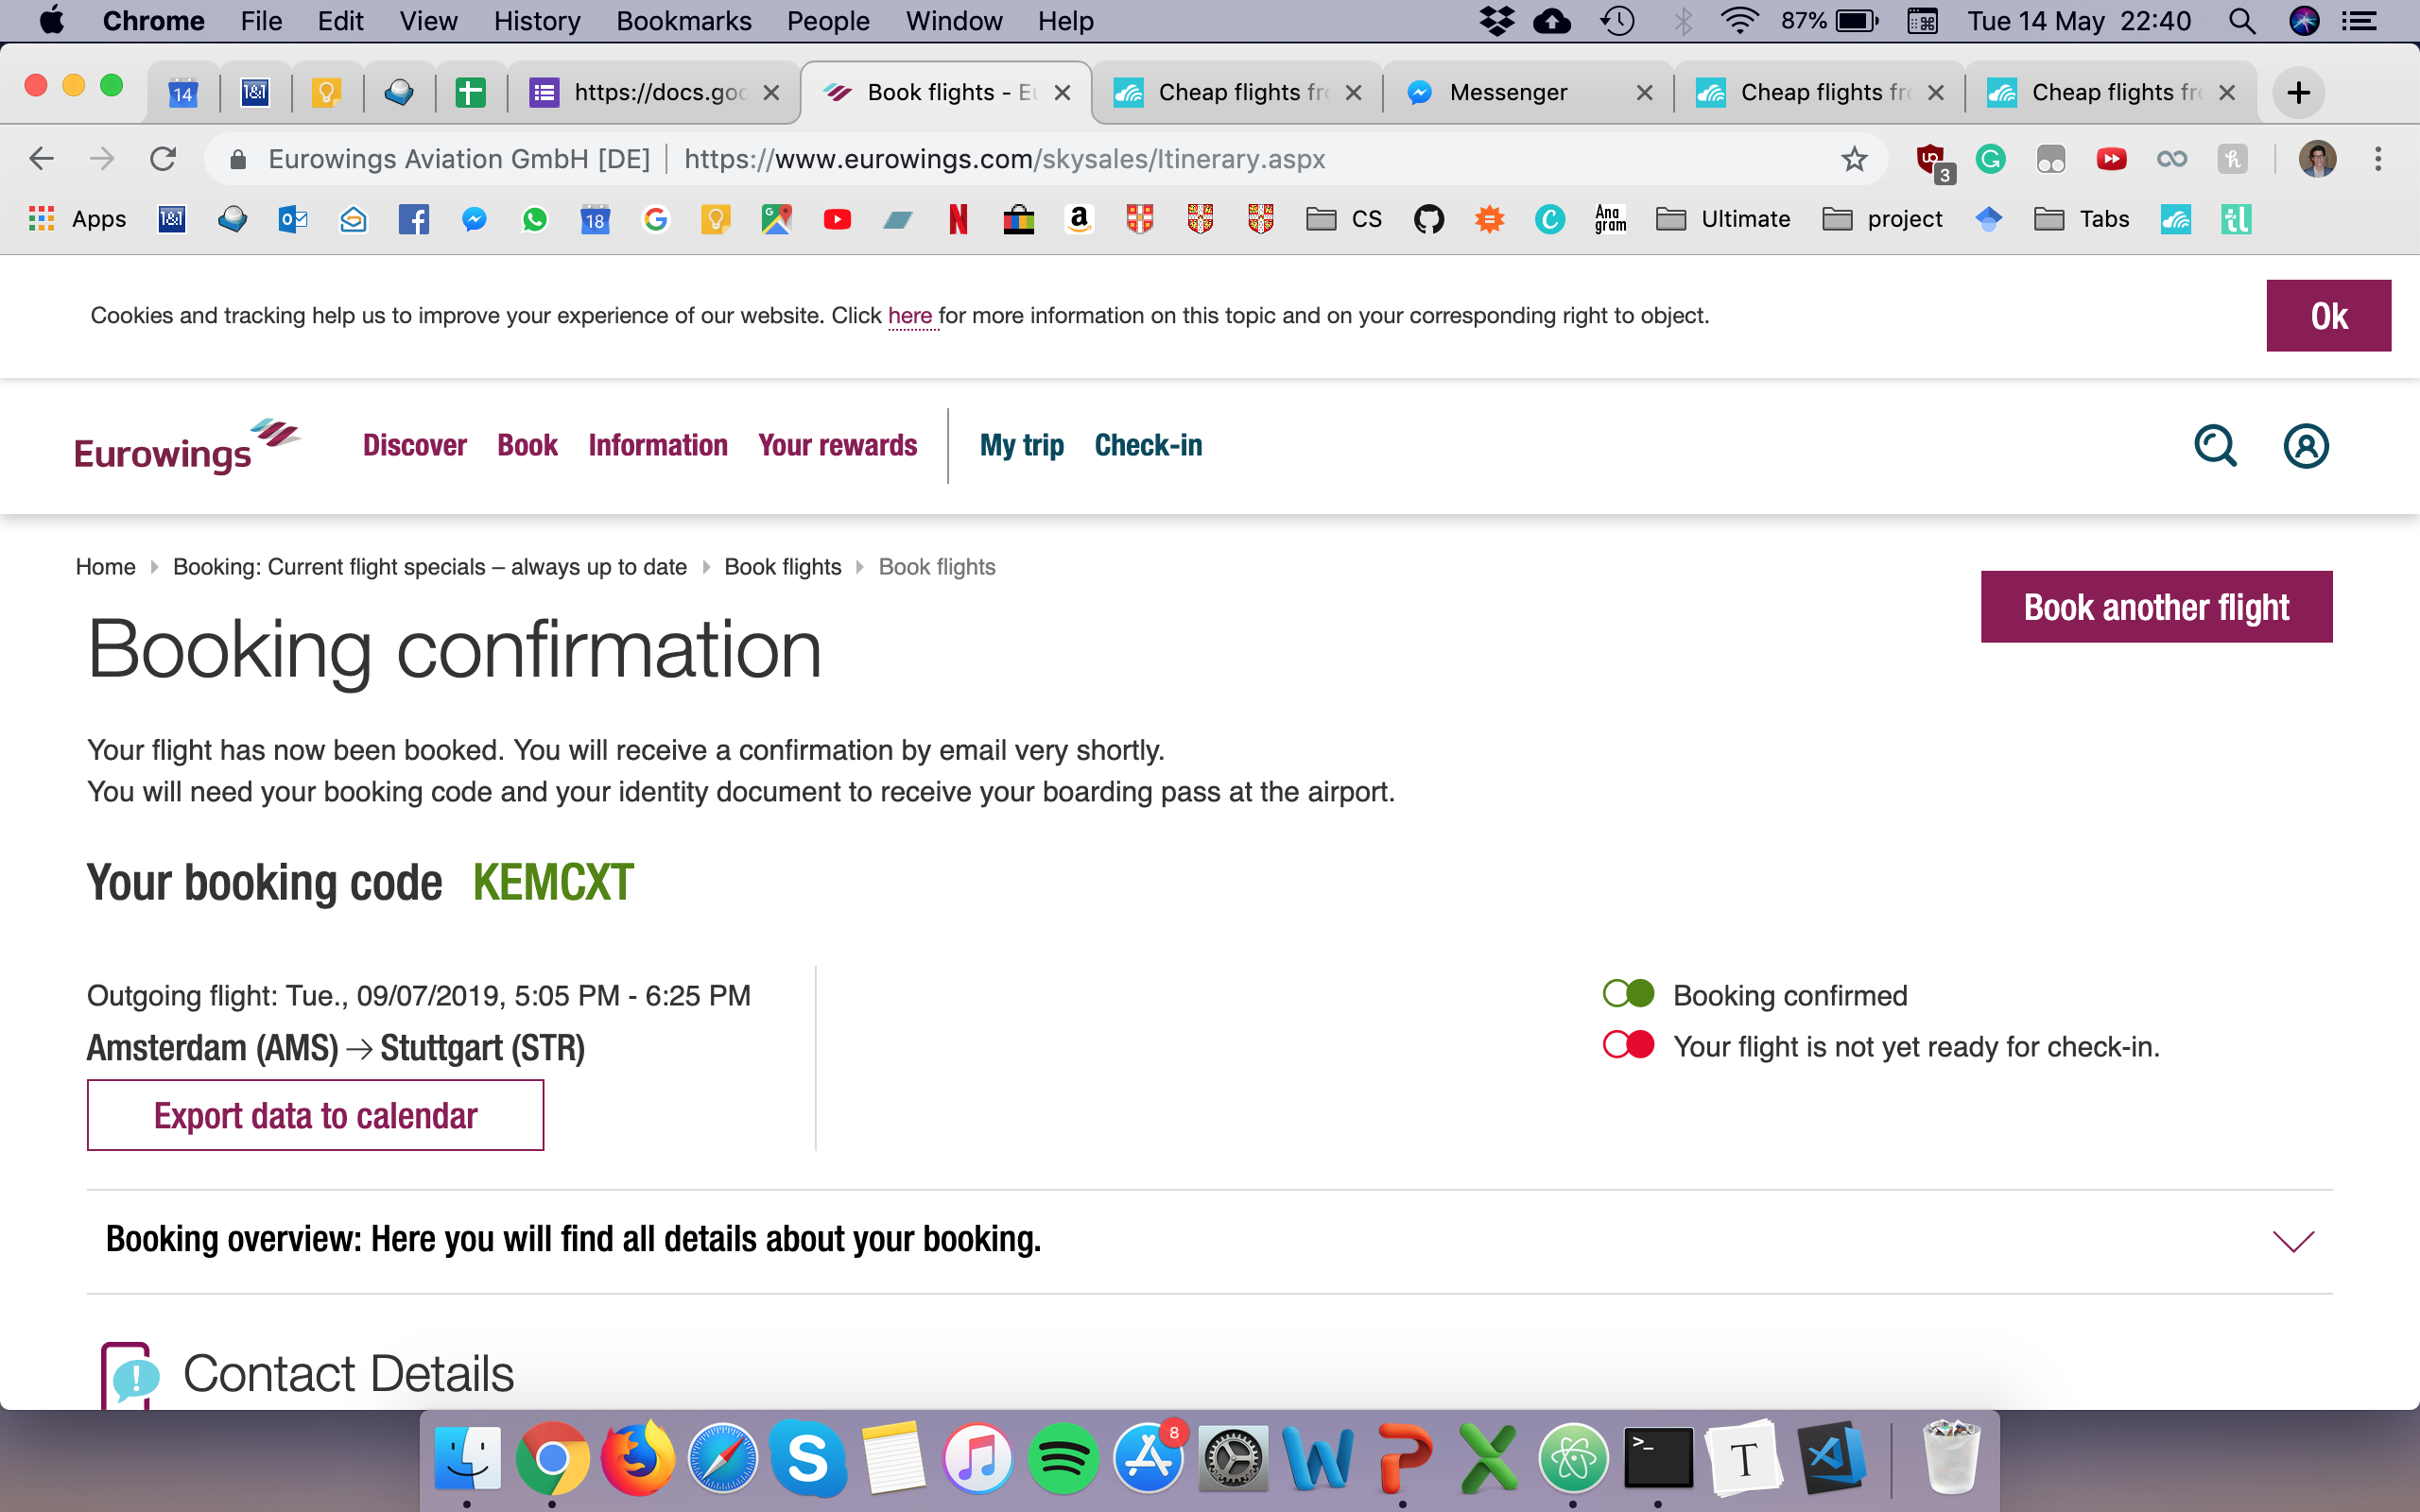 Chrome File Edit View History Bookmarks People Window Help 87% Tue 14 May 22:40
14 1&1 https://docs.goo Book flights - Eu Cheap flights fro Messenger Cheap flights fro Cheap flights fro
Eurowings Aviation GmbH [DE] https://www.eurowings.com/skysales/Itinerary.aspx 3
Apps 1&1 18 CS Ana gram Ultimate project Tabs
Cookies and tracking help us to improve your experience of our website. Click here for more information on this topic and on your corresponding right to object.
Ok
Eurowings Discover Book Information Your rewards My trip Check-in
Home Booking: Current flight specials – always up to date Book flights Book flights
Book another flight
Booking confirmation
Your flight has now been booked. You will receive a confirmation by email very shortly.
You will need your booking code and your identity document to receive your boarding pass at the airport.
Your booking code KEMCXT
Outgoing flight: Tue., 09/07/2019, 5:05 PM - 6:25 PM
Amsterdam (AMS) → Stuttgart (STR)
Export data to calendar
Booking confirmed
Your flight is not yet ready for check-in.
Booking overview: Here you will find all details about your booking.
Contact Details
8